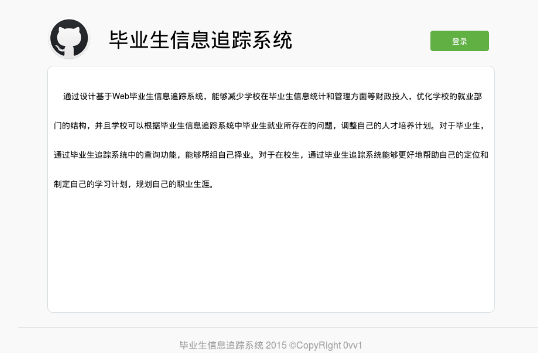 毕业生信息追踪系统
登录
通过设计基于Web毕业生信息追踪系统，能够减少学校在毕业生信息统计和管理方面等财政投入，优化学校的就业部
门的结构，并且学校可以根据毕业生信息追踪系统中毕业生就业所存在的问题，调整自己的人才培养计划。对于毕业生，
通过毕业生追踪系统中的查询功能，能够帮组自己择业。对于在校生，通过毕业生追踪系统能够更好地帮助自己的定位和
制定自己的学习计划，规划自己的职业生涯。
毕业生信息追踪系统 2015 ©CopyRight 0vv1